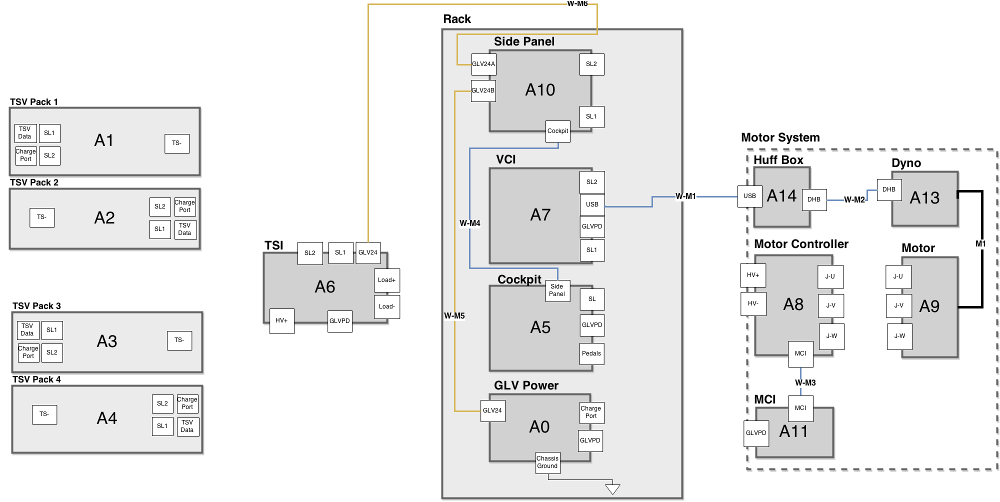 W-M6
Rack
Side Panel
GLV24A
SL2
A10
GLV24B
SL1
Cockpit
TSV Pack 1
TSV
Data
SL1
A1
TS-
Charge
Port
SL2
TSV Pack 2
TS-
A2
SL2
Charge
Port
SL1
TSV
Data
TSV Pack 3
TSV
Data
SL1
A3
TS-
Charge
Port
SL2
TSV Pack 4
TS-
A4
SL2
Charge
Port
SL1
TSV
Data
TSI
SL2
SL1
GLV24
Load+
A6
Load-
HV+
GLVPD
VCI
SL2
USB
A7
GLVPD
SL1
W-M4
W-M5
W-M1
Cockpit
Side
Panel
SL
A5
GLVPD
Pedals
GLV Power
GLV24
Charge
Port
A0
GLVPD
Chassis
Ground
Motor System
Huff Box
USB
A14
DHB
W-M2
Dyno
DHB
A13
M1
Motor Controller
HV+
J-U
HV-
A8
J-V
J-W
MCI
Motor
J-U
J-V
A9
J-W
W-M3
MCI
MCI
GLVPD
A11